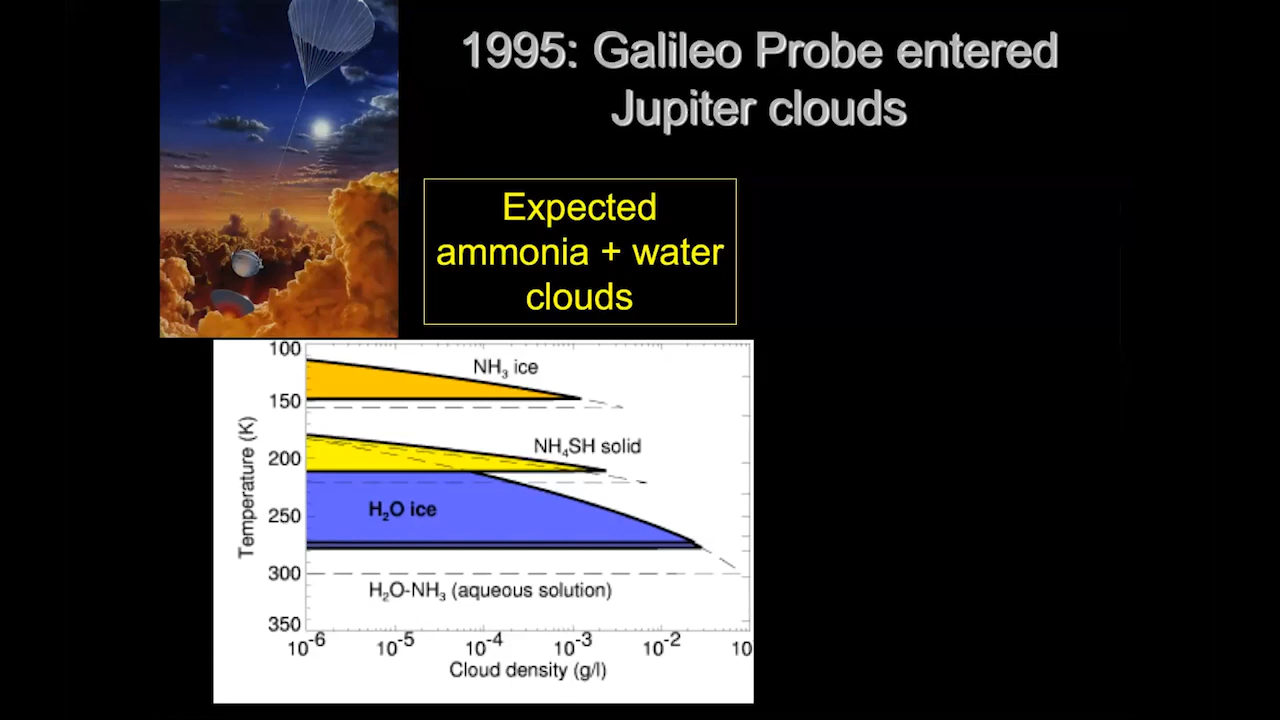 1995: Galileo Probe entered
Jupiter clouds
Expected
ammonia + water
clouds
100
150
200
250
300
350
Temperature (K)
NH₃ ice
NH₄SH solid
H₂O ice
H₂O-NH₃ (aqueous solution)
10⁻⁶ 10⁻⁵ 10⁻⁴ 10⁻³ 10⁻² 10
Cloud density (g/l)